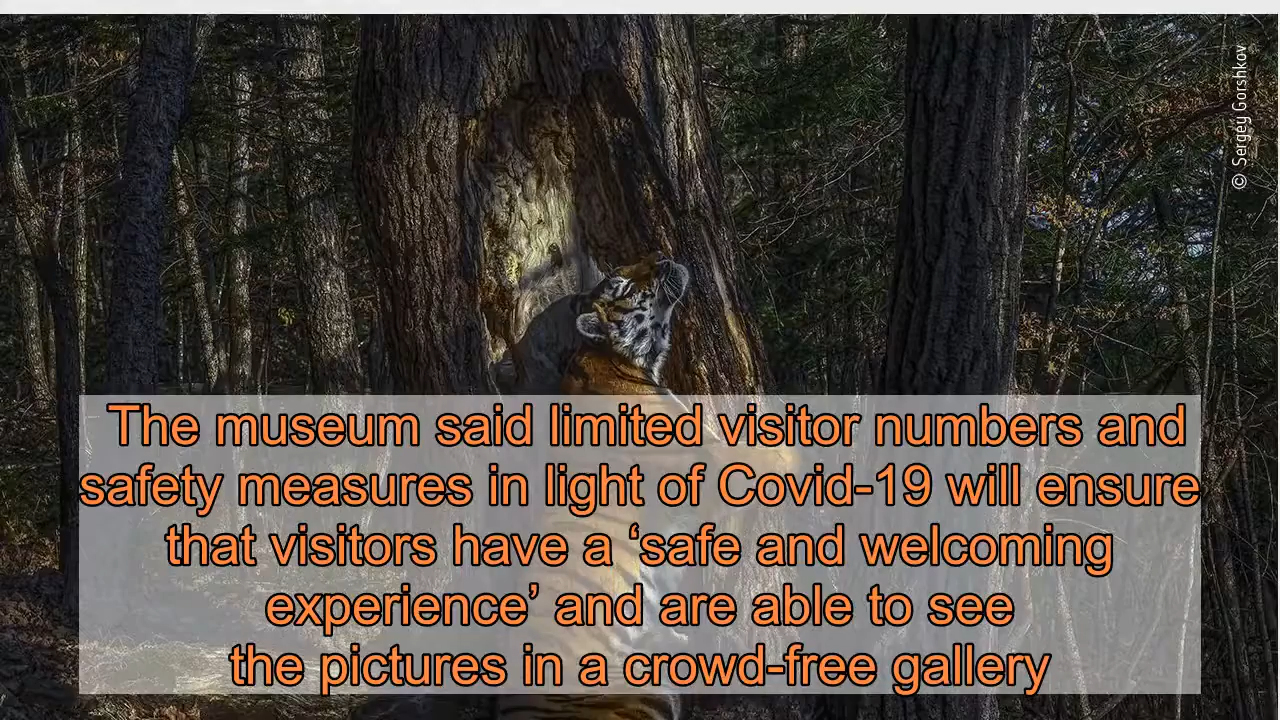 © Sergey Gorshkov
The museum said limited visitor numbers and
safety measures in light of Covid-19 will ensure
that visitors have a ‘safe and welcoming
experience’ and are able to see
the pictures in a crowd-free gallery